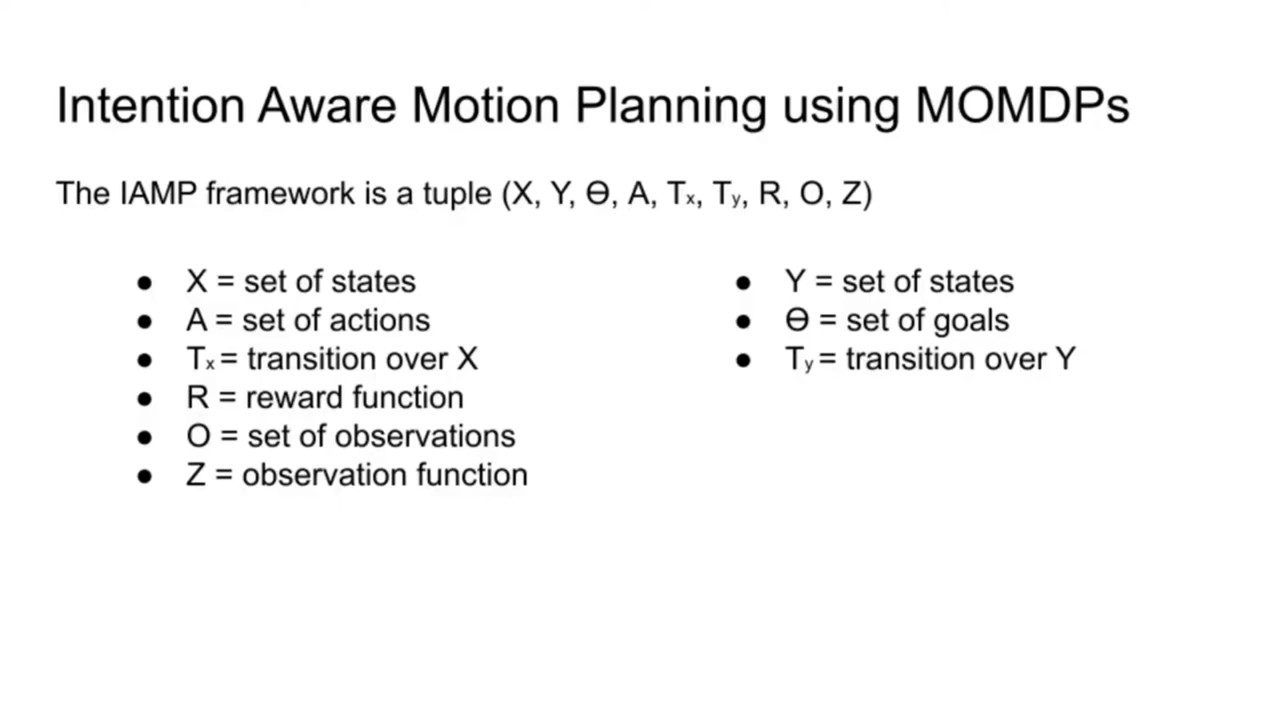 Intention Aware Motion Planning using MOMDPs
The IAMP framework is a tuple (X, Y, Ө, A, Tₓ, Tᵧ, R, O, Z)
● X = set of states
● A = set of actions
● Tₓ = transition over X
● R = reward function
● O = set of observations
● Z = observation function
● Y = set of states
● Ө = set of goals
● Tᵧ = transition over Y